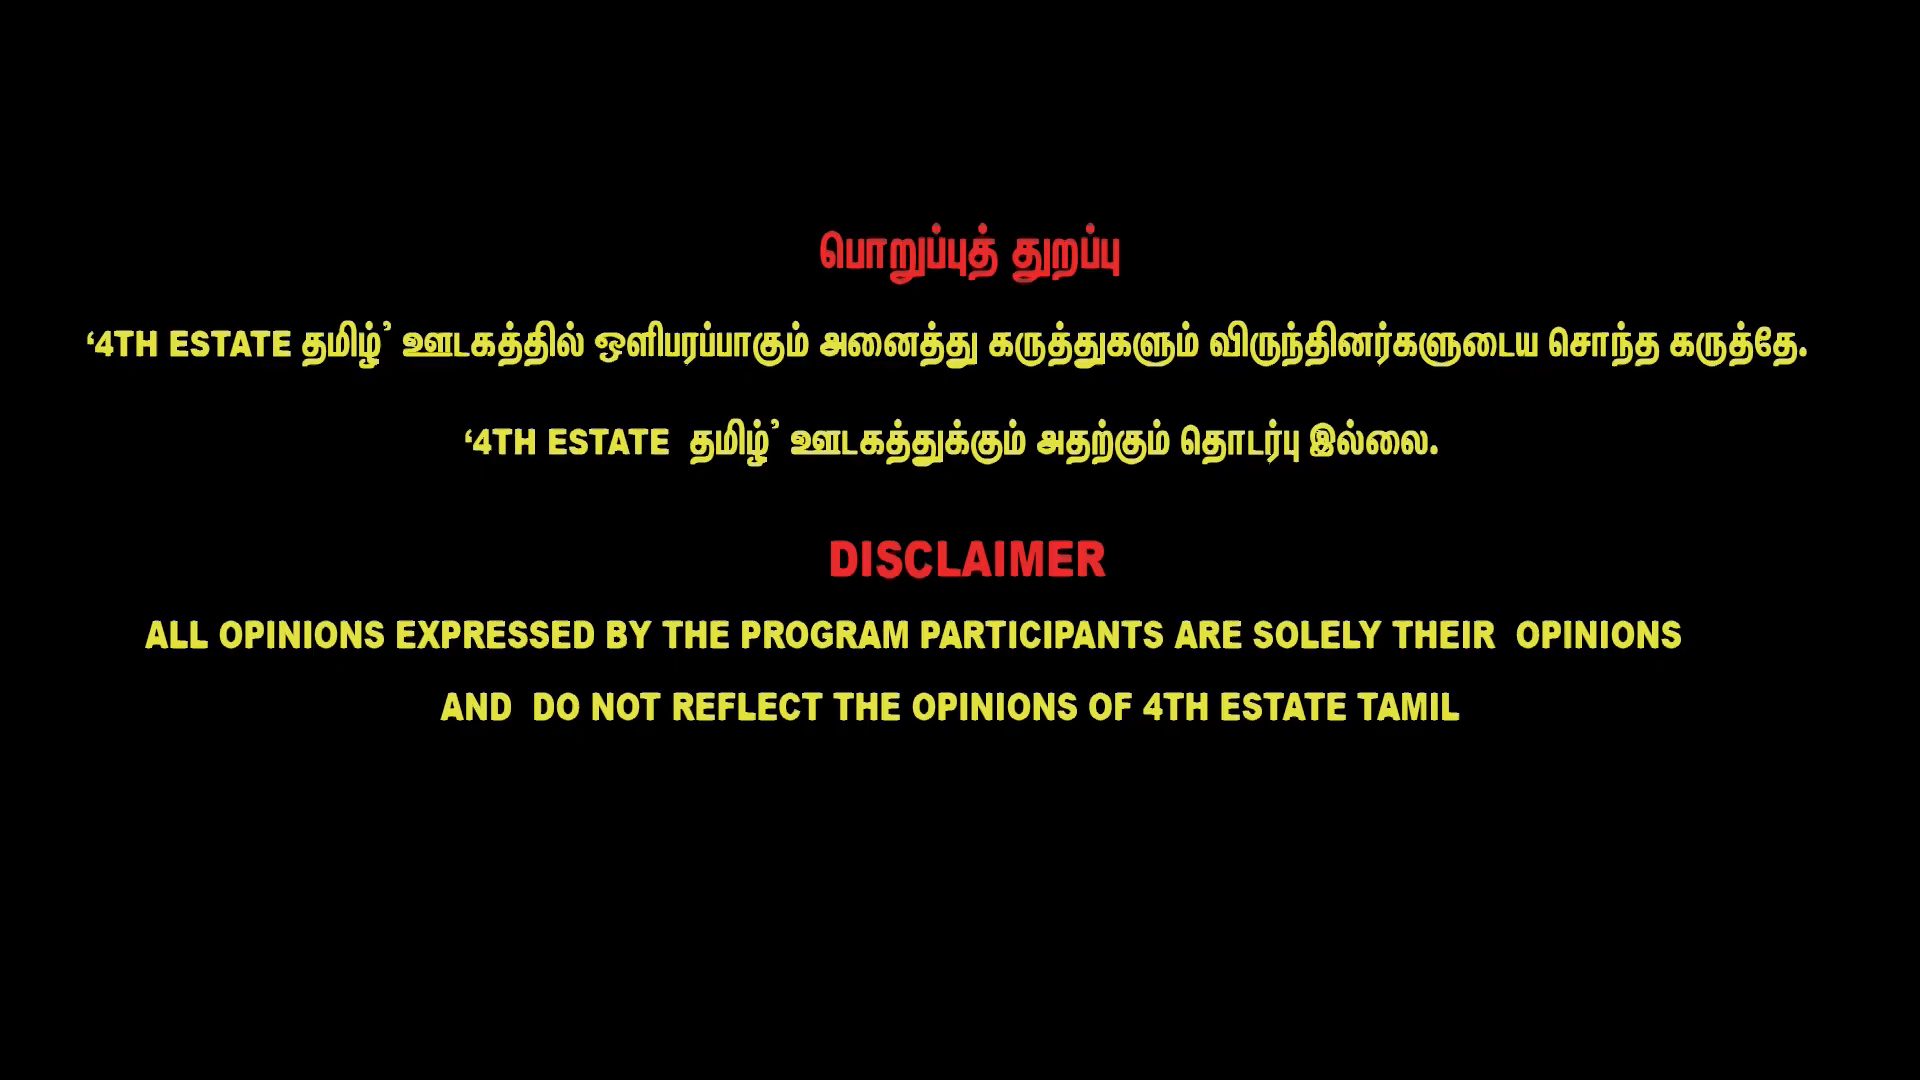 பொறுப்புத் துறப்பு
‘4TH ESTATE தமிழ்’ ஊடகத்தில் ஒளிபரப்பாகும் அனைத்து கருத்துகளும் விருந்தினர்களுடைய சொந்த கருத்தே.
‘4TH ESTATE தமிழ்’ ஊடகத்துக்கும் அதற்கும் தொடர்பு இல்லை.
DISCLAIMER
ALL OPINIONS EXPRESSED BY THE PROGRAM PARTICIPANTS ARE SOLELY THEIR OPINIONS
AND DO NOT REFLECT THE OPINIONS OF 4TH ESTATE TAMIL